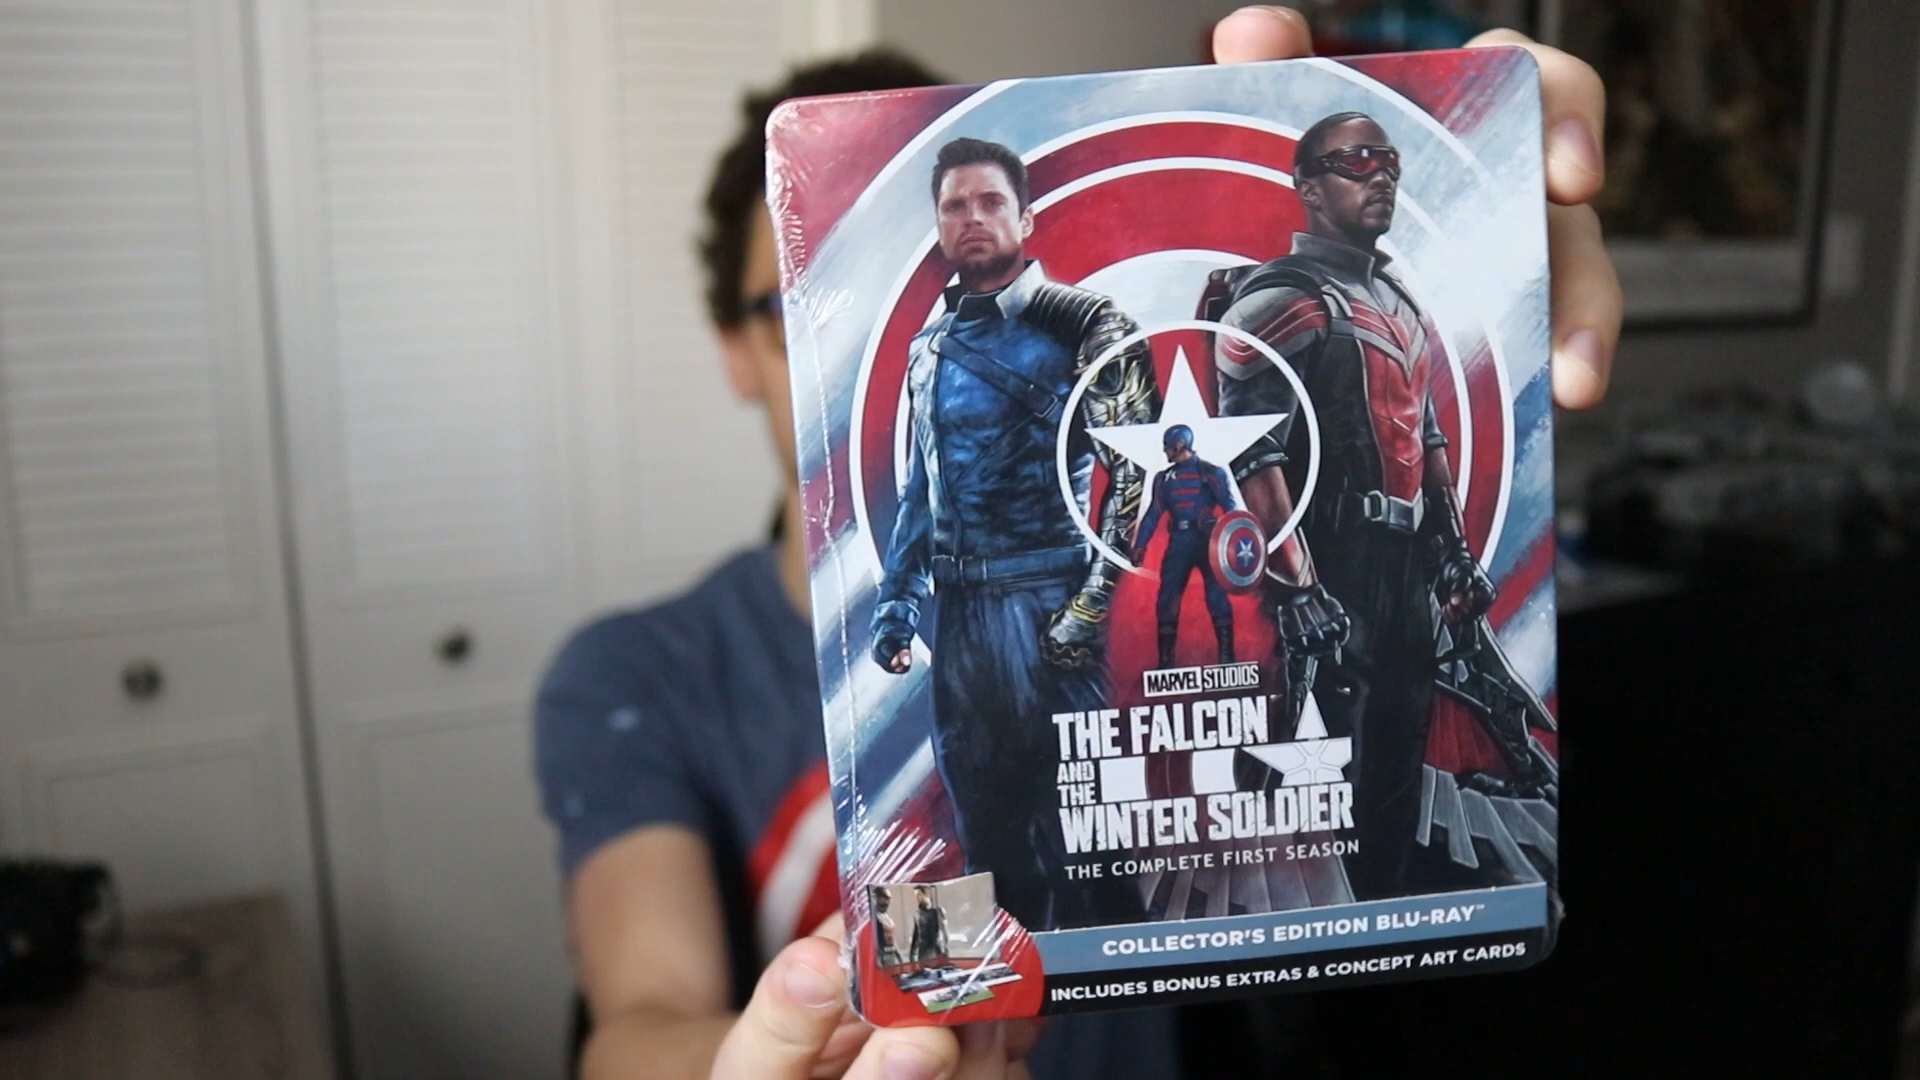 MARVEL STUDIOS
THE FALCON
AND
THE
WINTER SOLDIER
THE COMPLETE FIRST SEASON
COLLECTOR'S EDITION BLU-RAY™
INCLUDES BONUS EXTRAS & CONCEPT ART CARDS